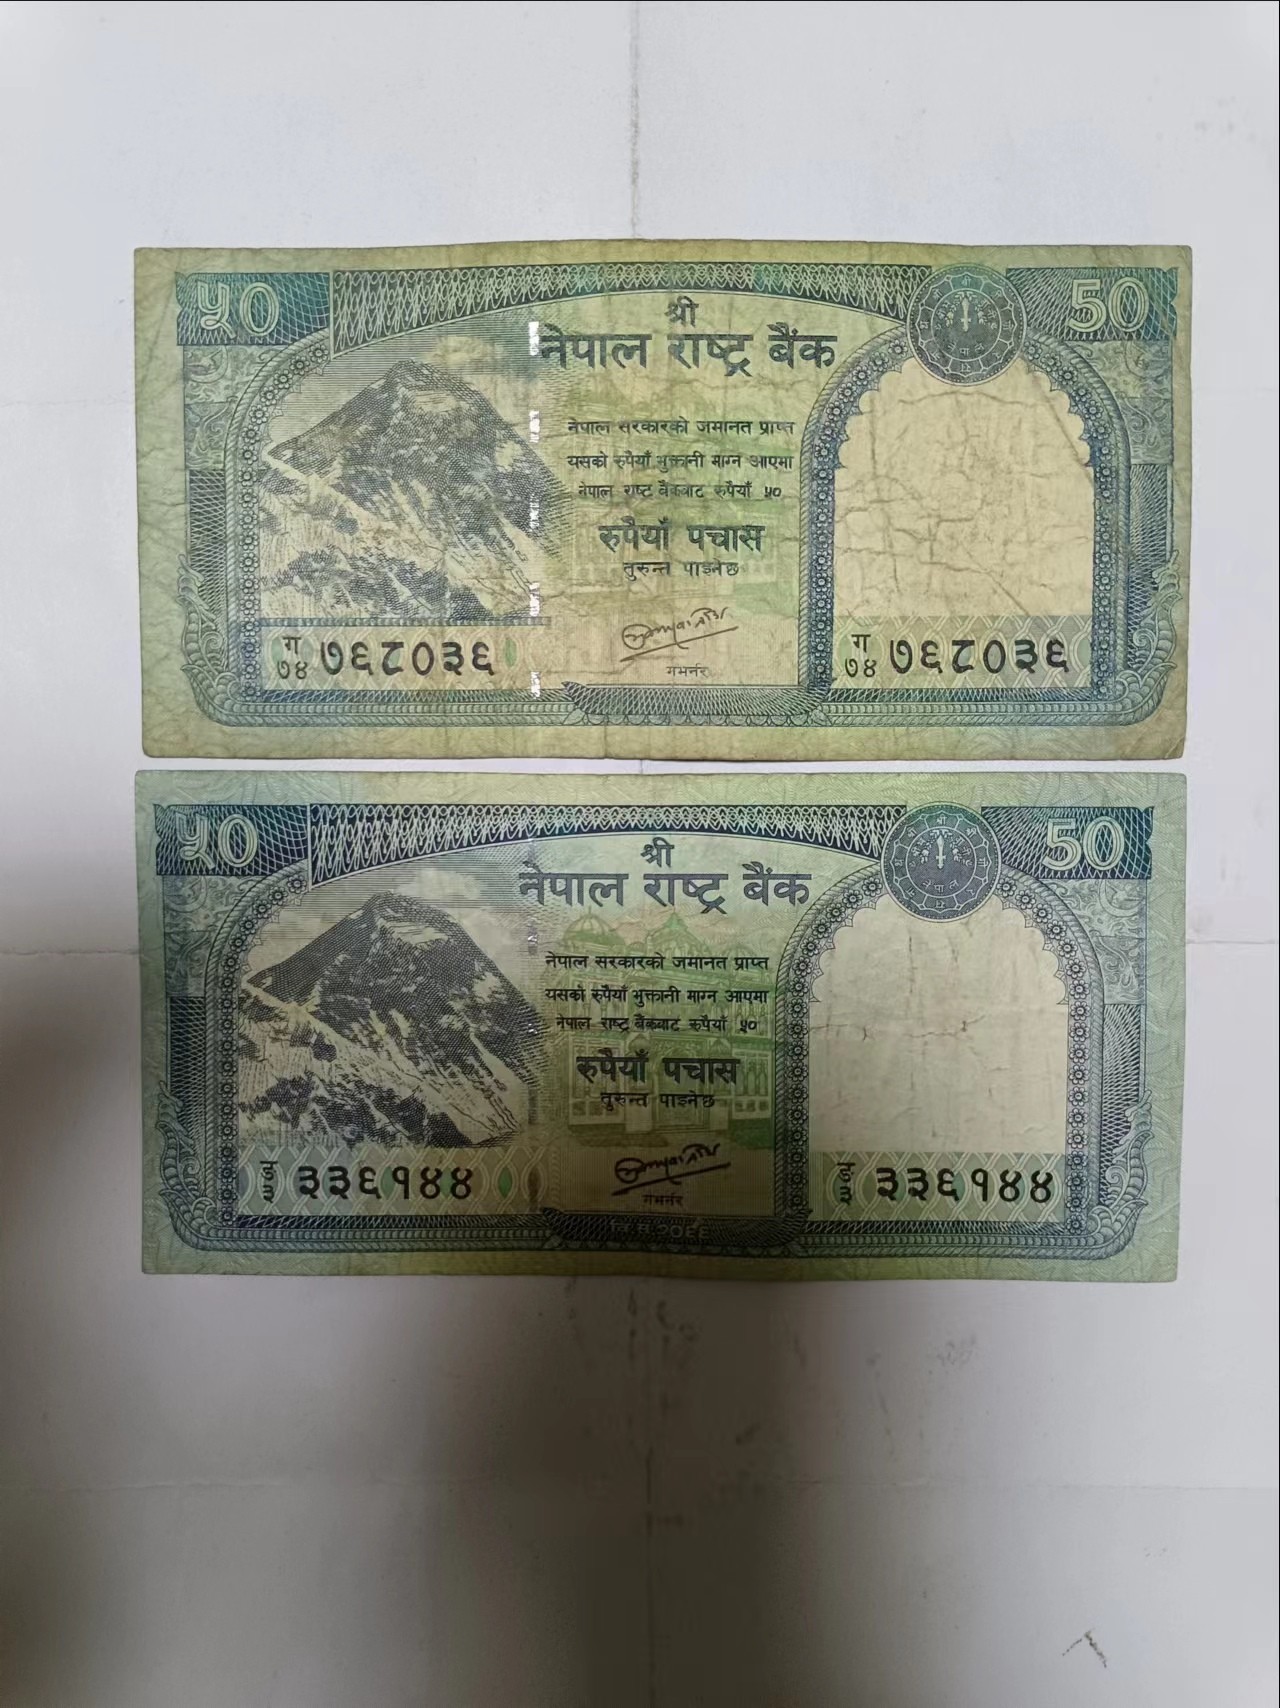 ५० 50
श्री
नेपाल राष्ट्र बैंक
नेपाल सरकारको जमानत प्राप्त
यसको रुपैयाँ भुक्तानी माग्न आएमा
नेपाल राष्ट्र बैंकबाट रुपैयाँ ५०
रुपैयाँ पचास
तुरुन्त पाइनेछ
गभर्नर
ग ७४ ७६८०३६ ग ७४ ७६८०३६
५० 50
श्री
नेपाल राष्ट्र बैंक
नेपाल सरकारको जमानत प्राप्त
यसको रुपैयाँ भुक्तानी माग्न आएमा
नेपाल राष्ट्र बैंकबाट रुपैयाँ ५०
रुपैयाँ पचास
तुरुन्त पाइनेछ
३३६१४४ ३३६१४४
गभर्नर